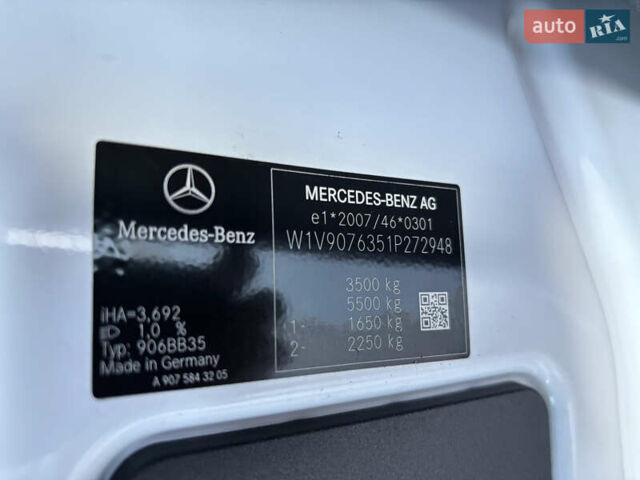 auto RIA.com
Mercedes-Benz
iHA=3,692
1.0 %
Typ: 906BB35
Made in Germany
A 907 584 32 05
MERCEDES-BENZ AG
e1*2007/46*0301
W1V9076351P272948
3500 kg
5500 kg
1- 1650 kg
2- 2250 kg